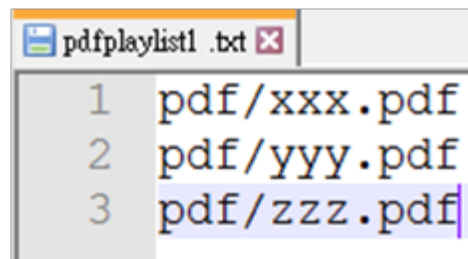 pdfplaylist1 .txt
1 pdf/xxx.pdf
2 pdf/yyy.pdf
3 pdf/zzz.pdf